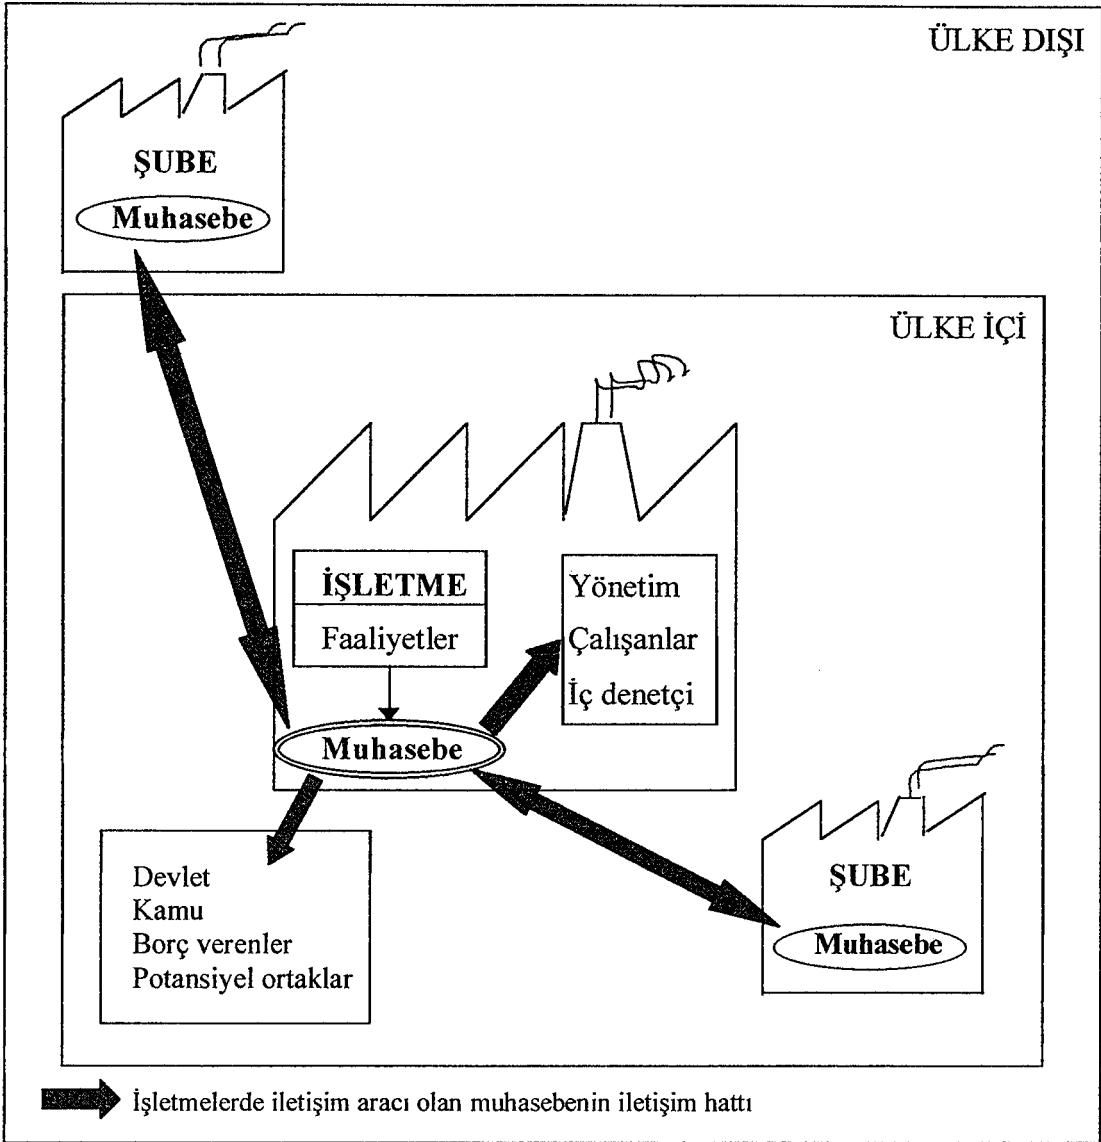 ÜLKE DIŞI
ŞUBE
Muhasebe
ÜLKE İÇİ
İŞLETME
Faaliyetler
Yönetim
Çalışanlar
İç denetçi
Muhasebe
Devlet
Kamu
Borç verenler
Potansiyel ortaklar
ŞUBE
Muhasebe
İşletmelerde iletişim aracı olan muhasebenin iletişim hattı